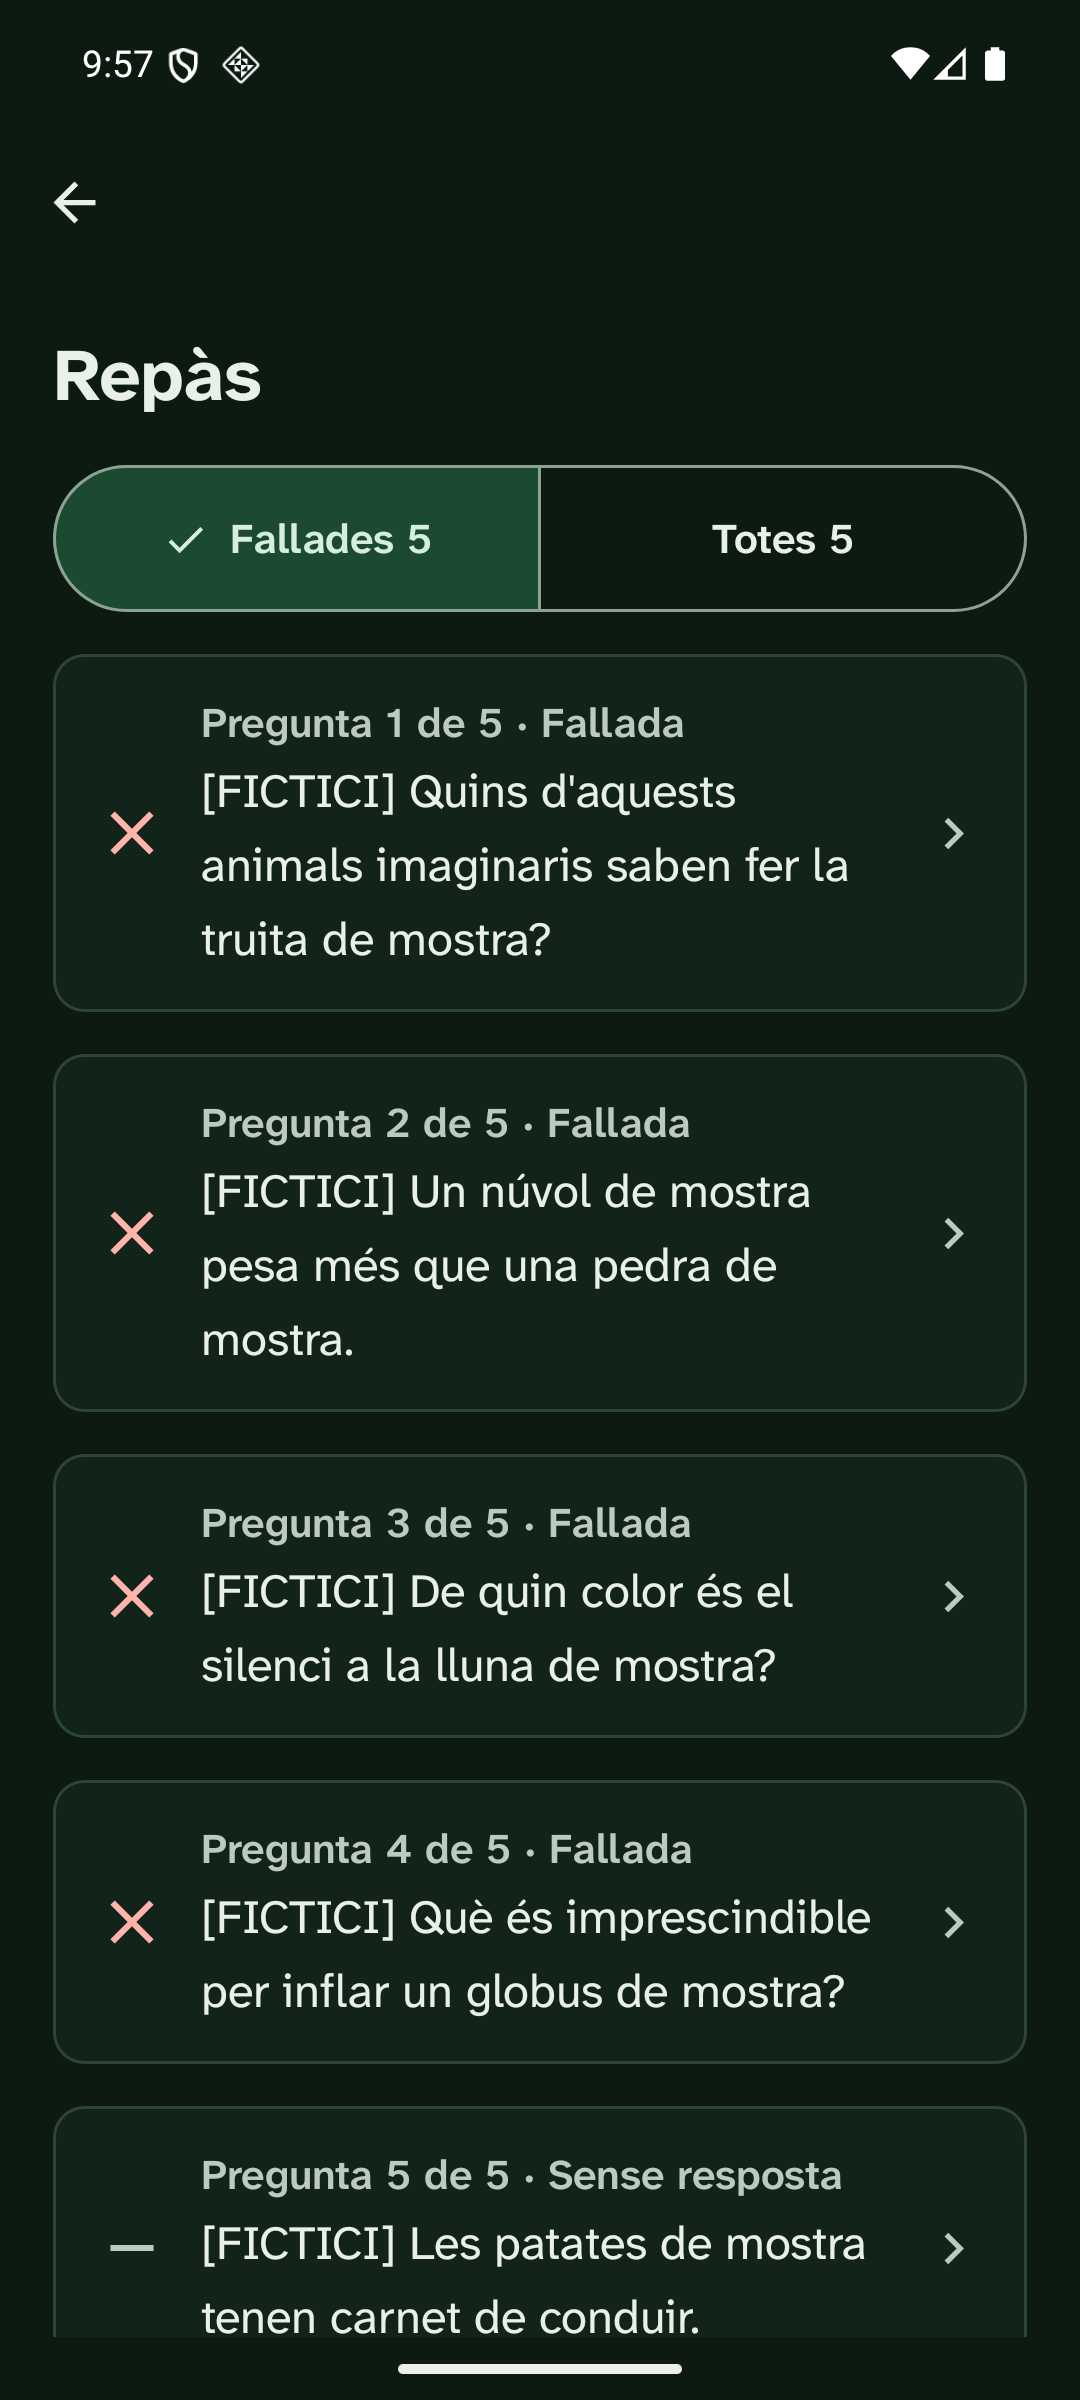 9:57
Repàs
Fallades 5
Totes 5
Pregunta 1 de 5 · Fallada
[FICTICI] Quins d'aquests
animals imaginaris saben fer la
truita de mostra?
Pregunta 2 de 5 · Fallada
[FICTICI] Un núvol de mostra
pesa més que una pedra de
mostra.
Pregunta 3 de 5 · Fallada
[FICTICI] De quin color és el
silenci a la lluna de mostra?
Pregunta 4 de 5 · Fallada
[FICTICI] Què és imprescindible
per inflar un globus de mostra?
Pregunta 5 de 5 · Sense resposta
[FICTICI] Les patates de mostra
tenen carnet de conduir.